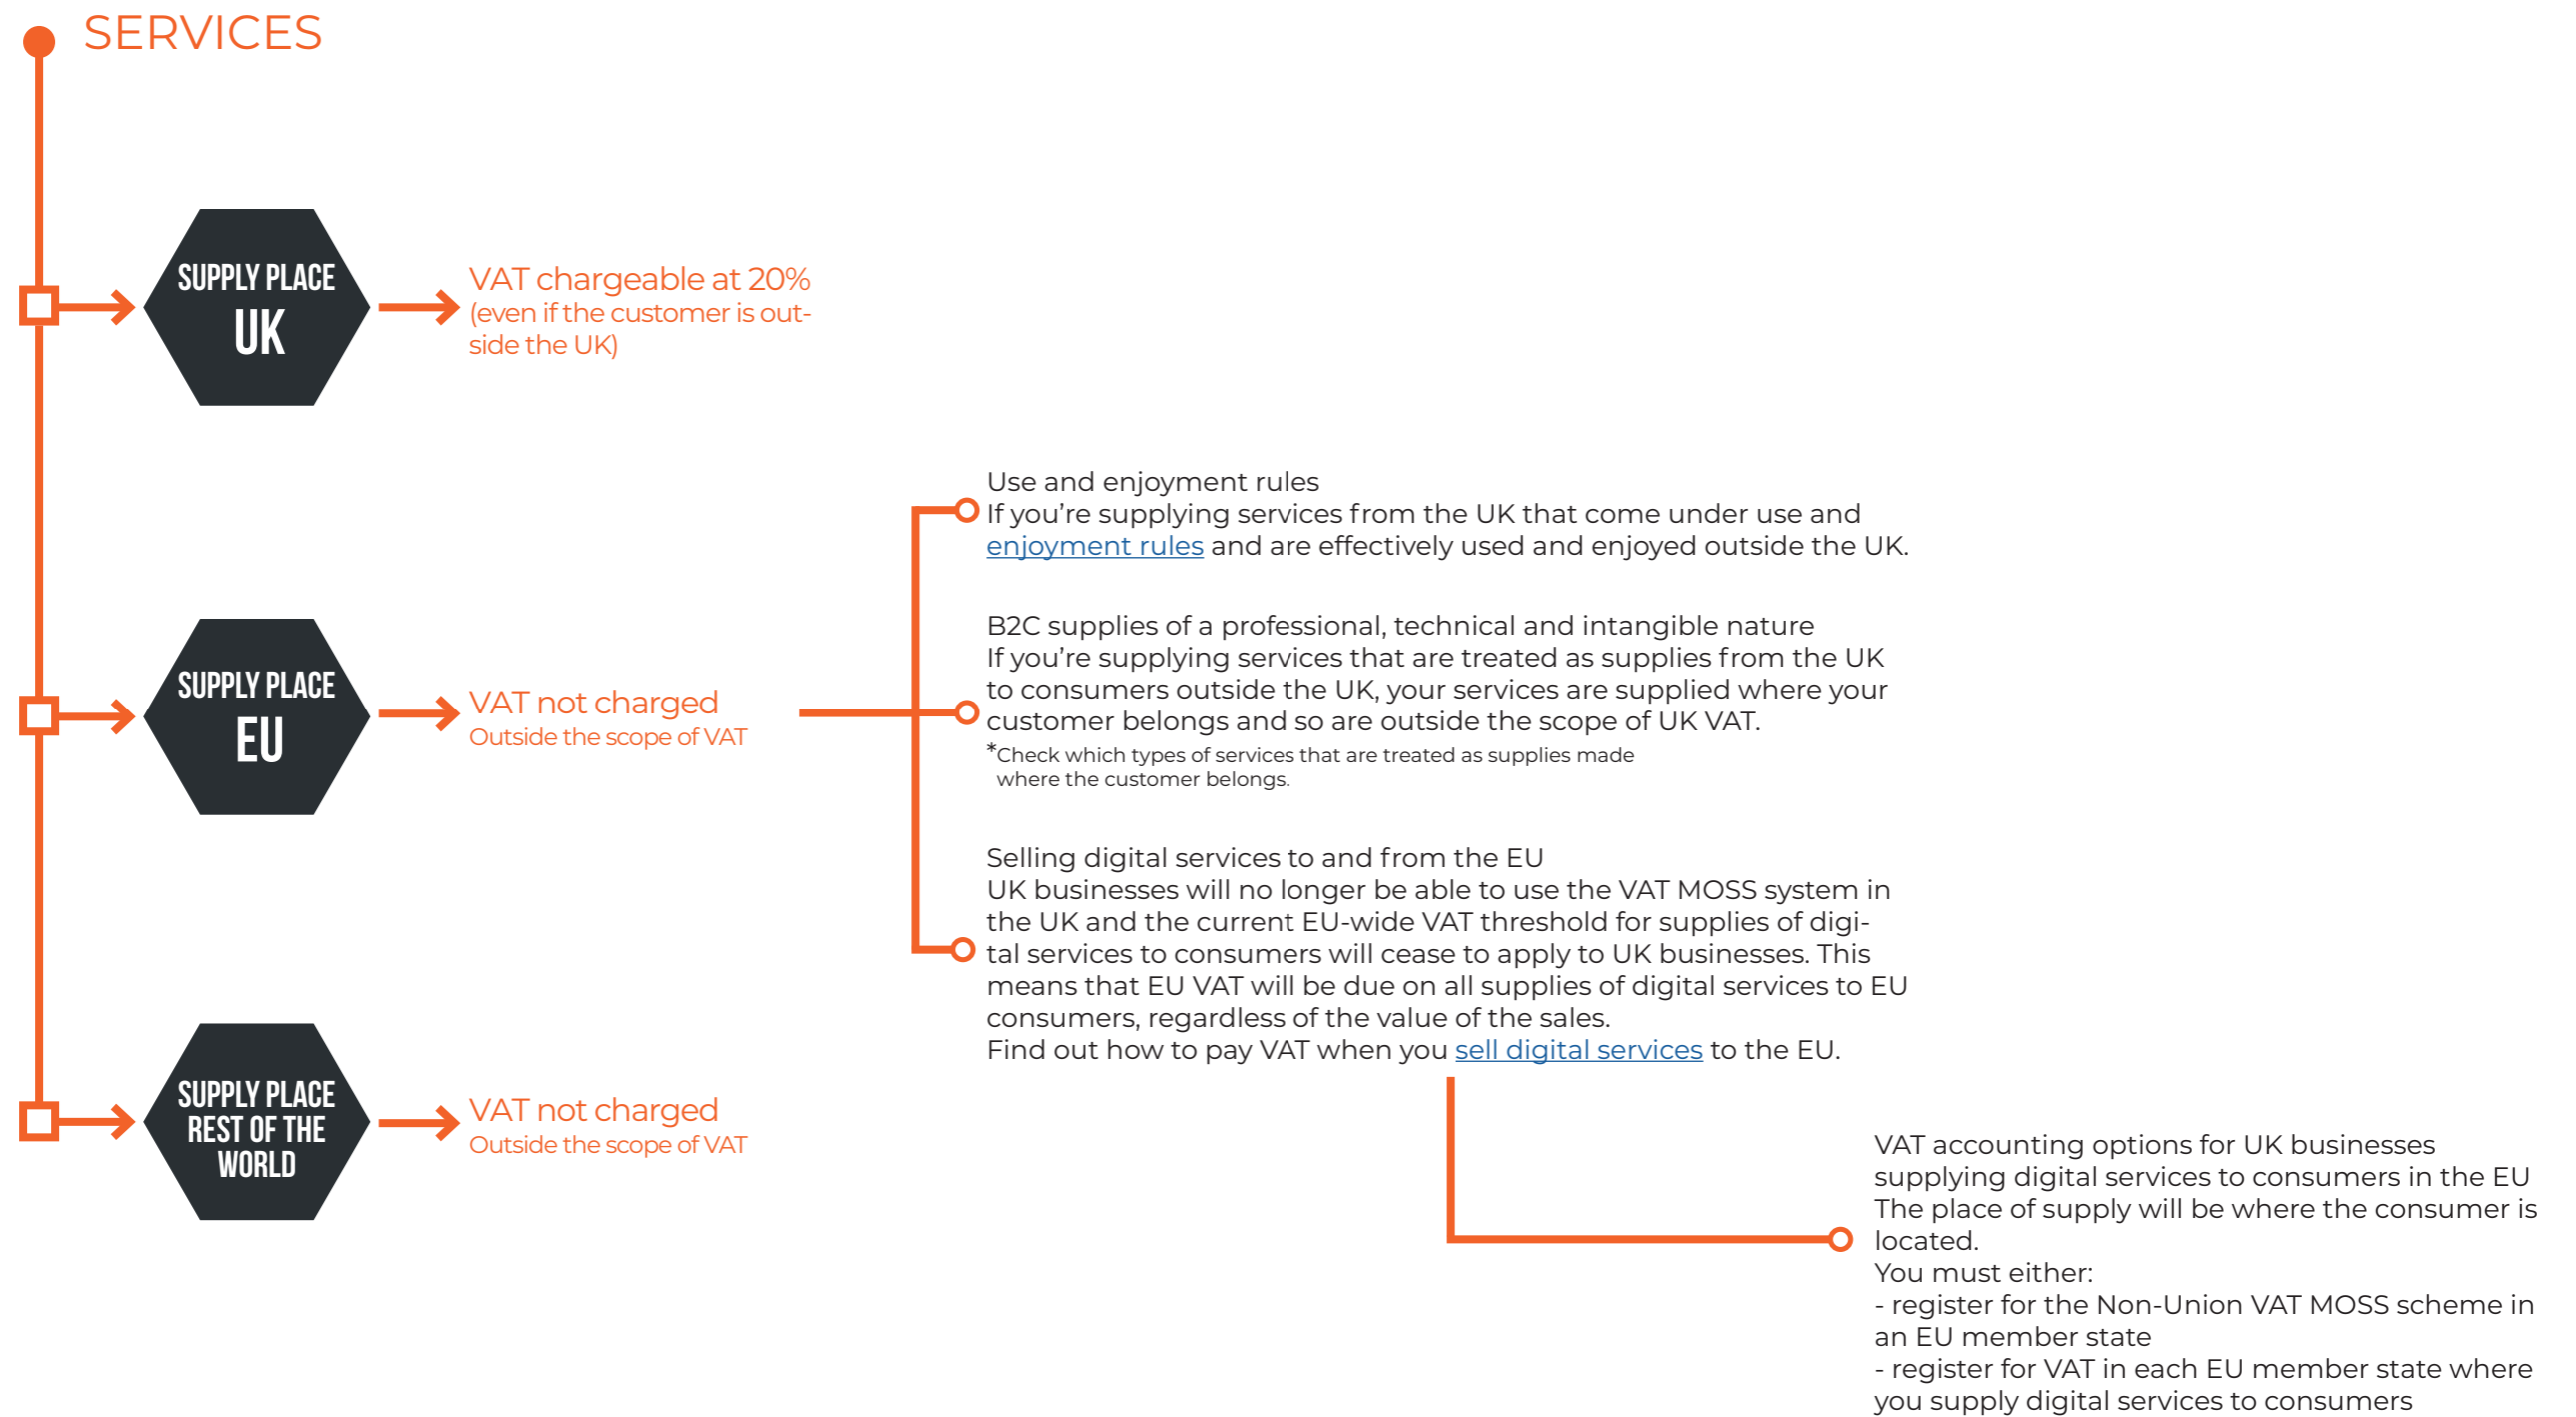 SERVICES
SUPPLY PLACE
UK
VAT chargeable at 20%
(even if the customer is out-
side the UK)
Use and enjoyment rules
If you’re supplying services from the UK that come under use and
enjoyment rules and are effectively used and enjoyed outside the UK.
SUPPLY PLACE
EU
VAT not charged
Outside the scope of VAT
B2C supplies of a professional, technical and intangible nature
If you’re supplying services that are treated as supplies from the UK
to consumers outside the UK, your services are supplied where your
customer belongs and so are outside the scope of UK VAT.
*Check which types of services that are treated as supplies made
where the customer belongs.
Selling digital services to and from the EU
UK businesses will no longer be able to use the VAT MOSS system in
the UK and the current EU-wide VAT threshold for supplies of digi-
tal services to consumers will cease to apply to UK businesses. This
means that EU VAT will be due on all supplies of digital services to EU
consumers, regardless of the value of the sales.
Find out how to pay VAT when you sell digital services to the EU.
SUPPLY PLACE
REST OF THE
WORLD
VAT not charged
Outside the scope of VAT
VAT accounting options for UK businesses
supplying digital services to consumers in the EU
The place of supply will be where the consumer is
located.
You must either:
- register for the Non-Union VAT MOSS scheme in
an EU member state
- register for VAT in each EU member state where
you supply digital services to consumers